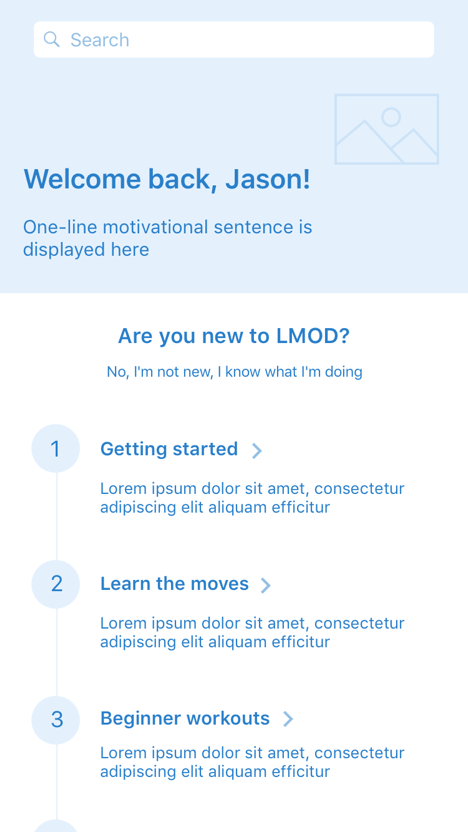 Search
Welcome back, Jason!
One-line motivational sentence is
displayed here
Are you new to LMOD?
No, I'm not new, I know what I'm doing
1
Getting started
Lorem ipsum dolor sit amet, consectetur
adipiscing elit aliquam efficitur
2
Learn the moves
Lorem ipsum dolor sit amet, consectetur
adipiscing elit aliquam efficitur
3
Beginner workouts
Lorem ipsum dolor sit amet, consectetur
adipiscing elit aliquam efficitur